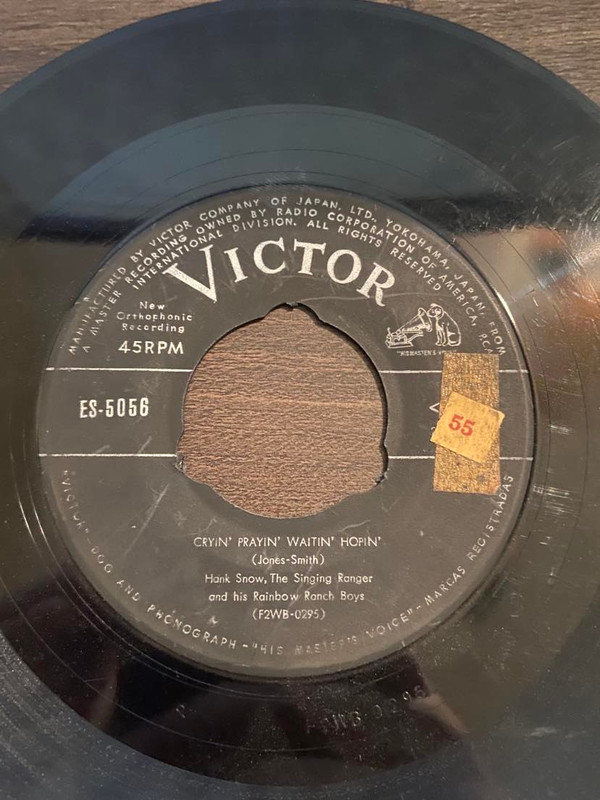 MANUFACTURED BY VICTOR COMPANY OF JAPAN, LTD., YOKOHAMA, JAPAN, FROM
A MASTER RECORDING OWNED BY RADIO CORPORATION OF AMERICA, RCA
INTERNATIONAL DIVISION. ALL RIGHTS RESERVED
VICTOR
New
Orthophonic
Recording
45RPM
"HIS MASTER'S
ES-5056
55
CRYIN' PRAYIN' WAITIN' HOPIN'
(Jones-Smith)
Hank Snow, The Singing Ranger
and his Rainbow Ranch Boys
(F2WB-0295)
"VICTOR" - DOG AND PHONOGRAPH - "HIS MASTER'S VOICE" - MARCAS REGISTRADAS